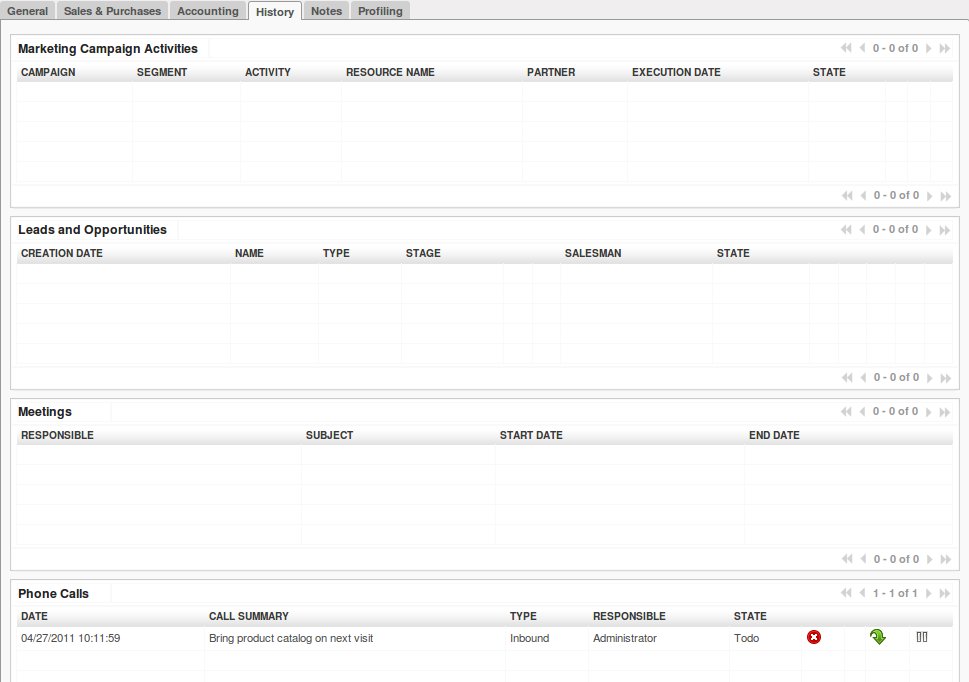 General Sales & Purchases Accounting History Notes Profiling
Marketing Campaign Activities 0 - 0 of 0
CAMPAIGN SEGMENT ACTIVITY RESOURCE NAME PARTNER EXECUTION DATE STATE
0 - 0 of 0
Leads and Opportunities 0 - 0 of 0
CREATION DATE NAME TYPE STAGE SALESMAN STATE
0 - 0 of 0
Meetings 0 - 0 of 0
RESPONSIBLE SUBJECT START DATE END DATE
0 - 0 of 0
Phone Calls 1 - 1 of 1
DATE CALL SUMMARY TYPE RESPONSIBLE STATE
04/27/2011 10:11:59 Bring product catalog on next visit Inbound Administrator Todo